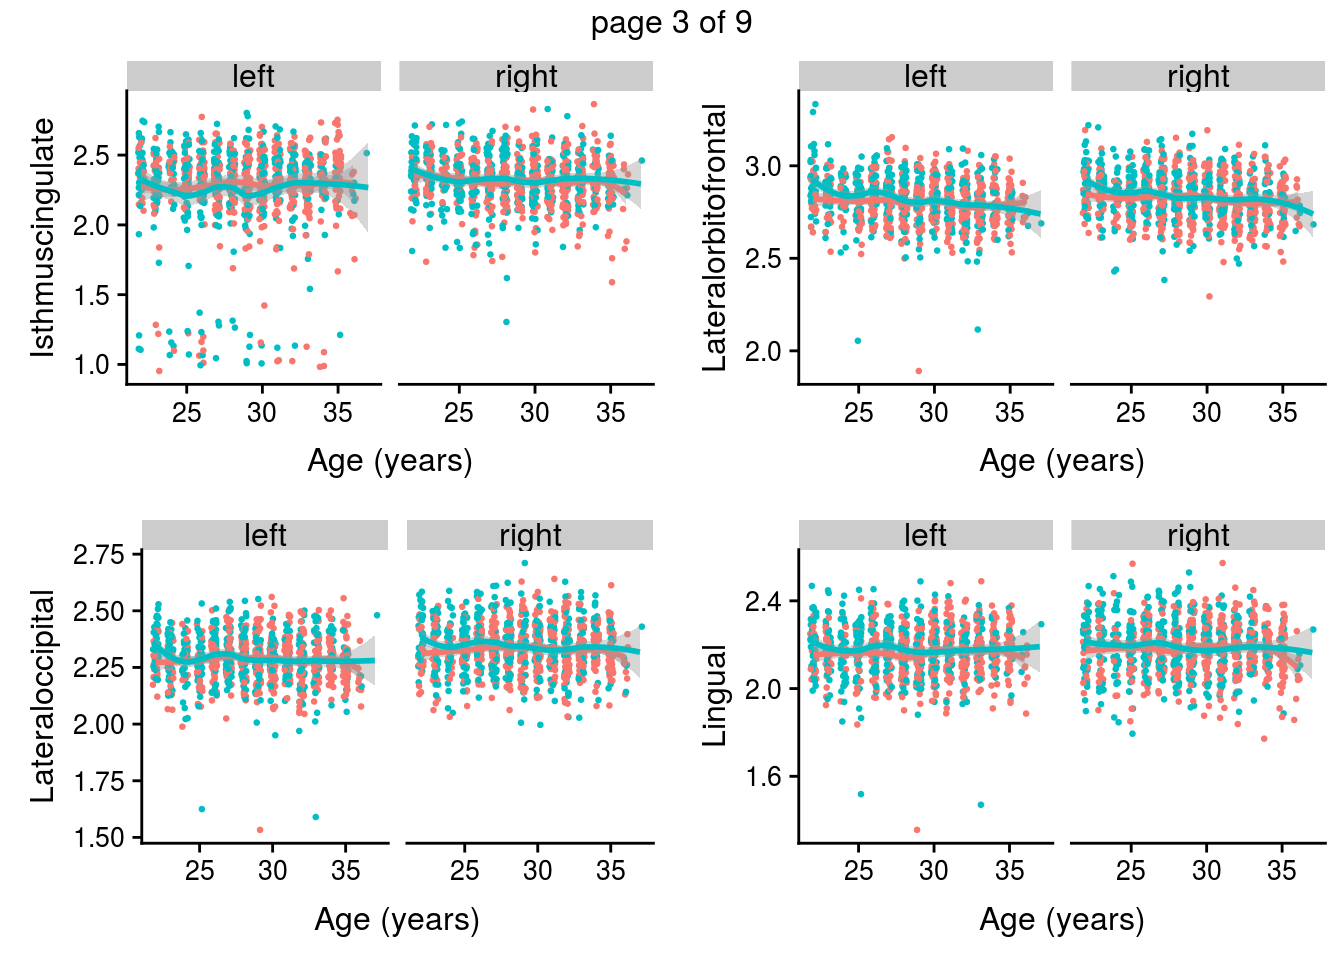 page 3 of 9
left right
Isthmuscingulate
2.5
2.0
1.5
1.0
25 30 35 25 30 35
Age (years)
left right
Lateralorbitofrontal
3.0
2.5
2.0
25 30 35 25 30 35
Age (years)
left right
Lateraloccipital
2.75
2.50
2.25
2.00
1.75
1.50
25 30 35 25 30 35
Age (years)
left right
Lingual
2.4
2.0
1.6
25 30 35 25 30 35
Age (years)